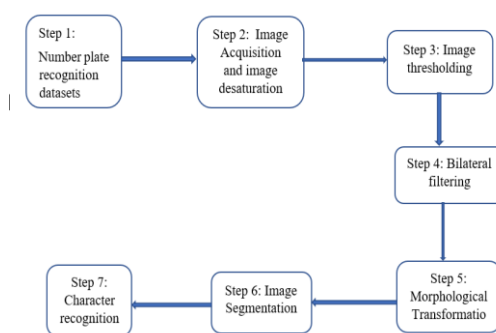 Step 1:
Number plate
recognition
datasets
Step 2: Image
Acquisition
and image
desaturation
Step 3: Image
thresholding
Step 4: Bilateral
filtering
Step 5:
Morphological
Transformatio
Step 6: Image
Segmentation
Step 7:
Character
recognition